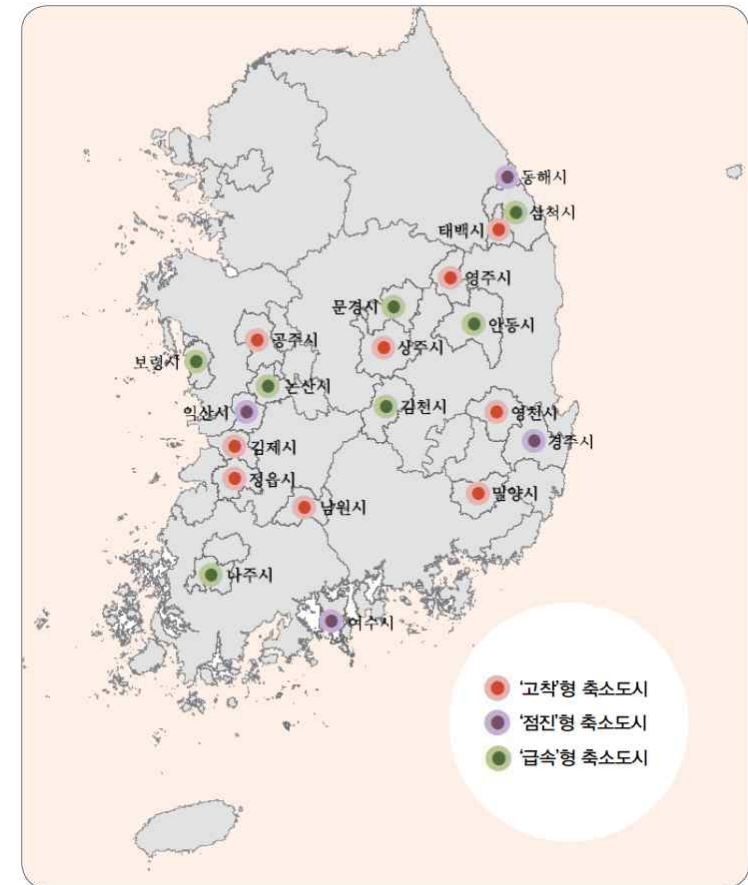 동해시
삼척시
태백시
영주시
문경시
안동시
공주시
상주시
보령시
논산시
김천시
익산시
영천시
경주시
김제시
정읍시
밀양시
남원시
나주시
여수시
'고착'형 축소도시
'점진'형 축소도시
'급속'형 축소도시